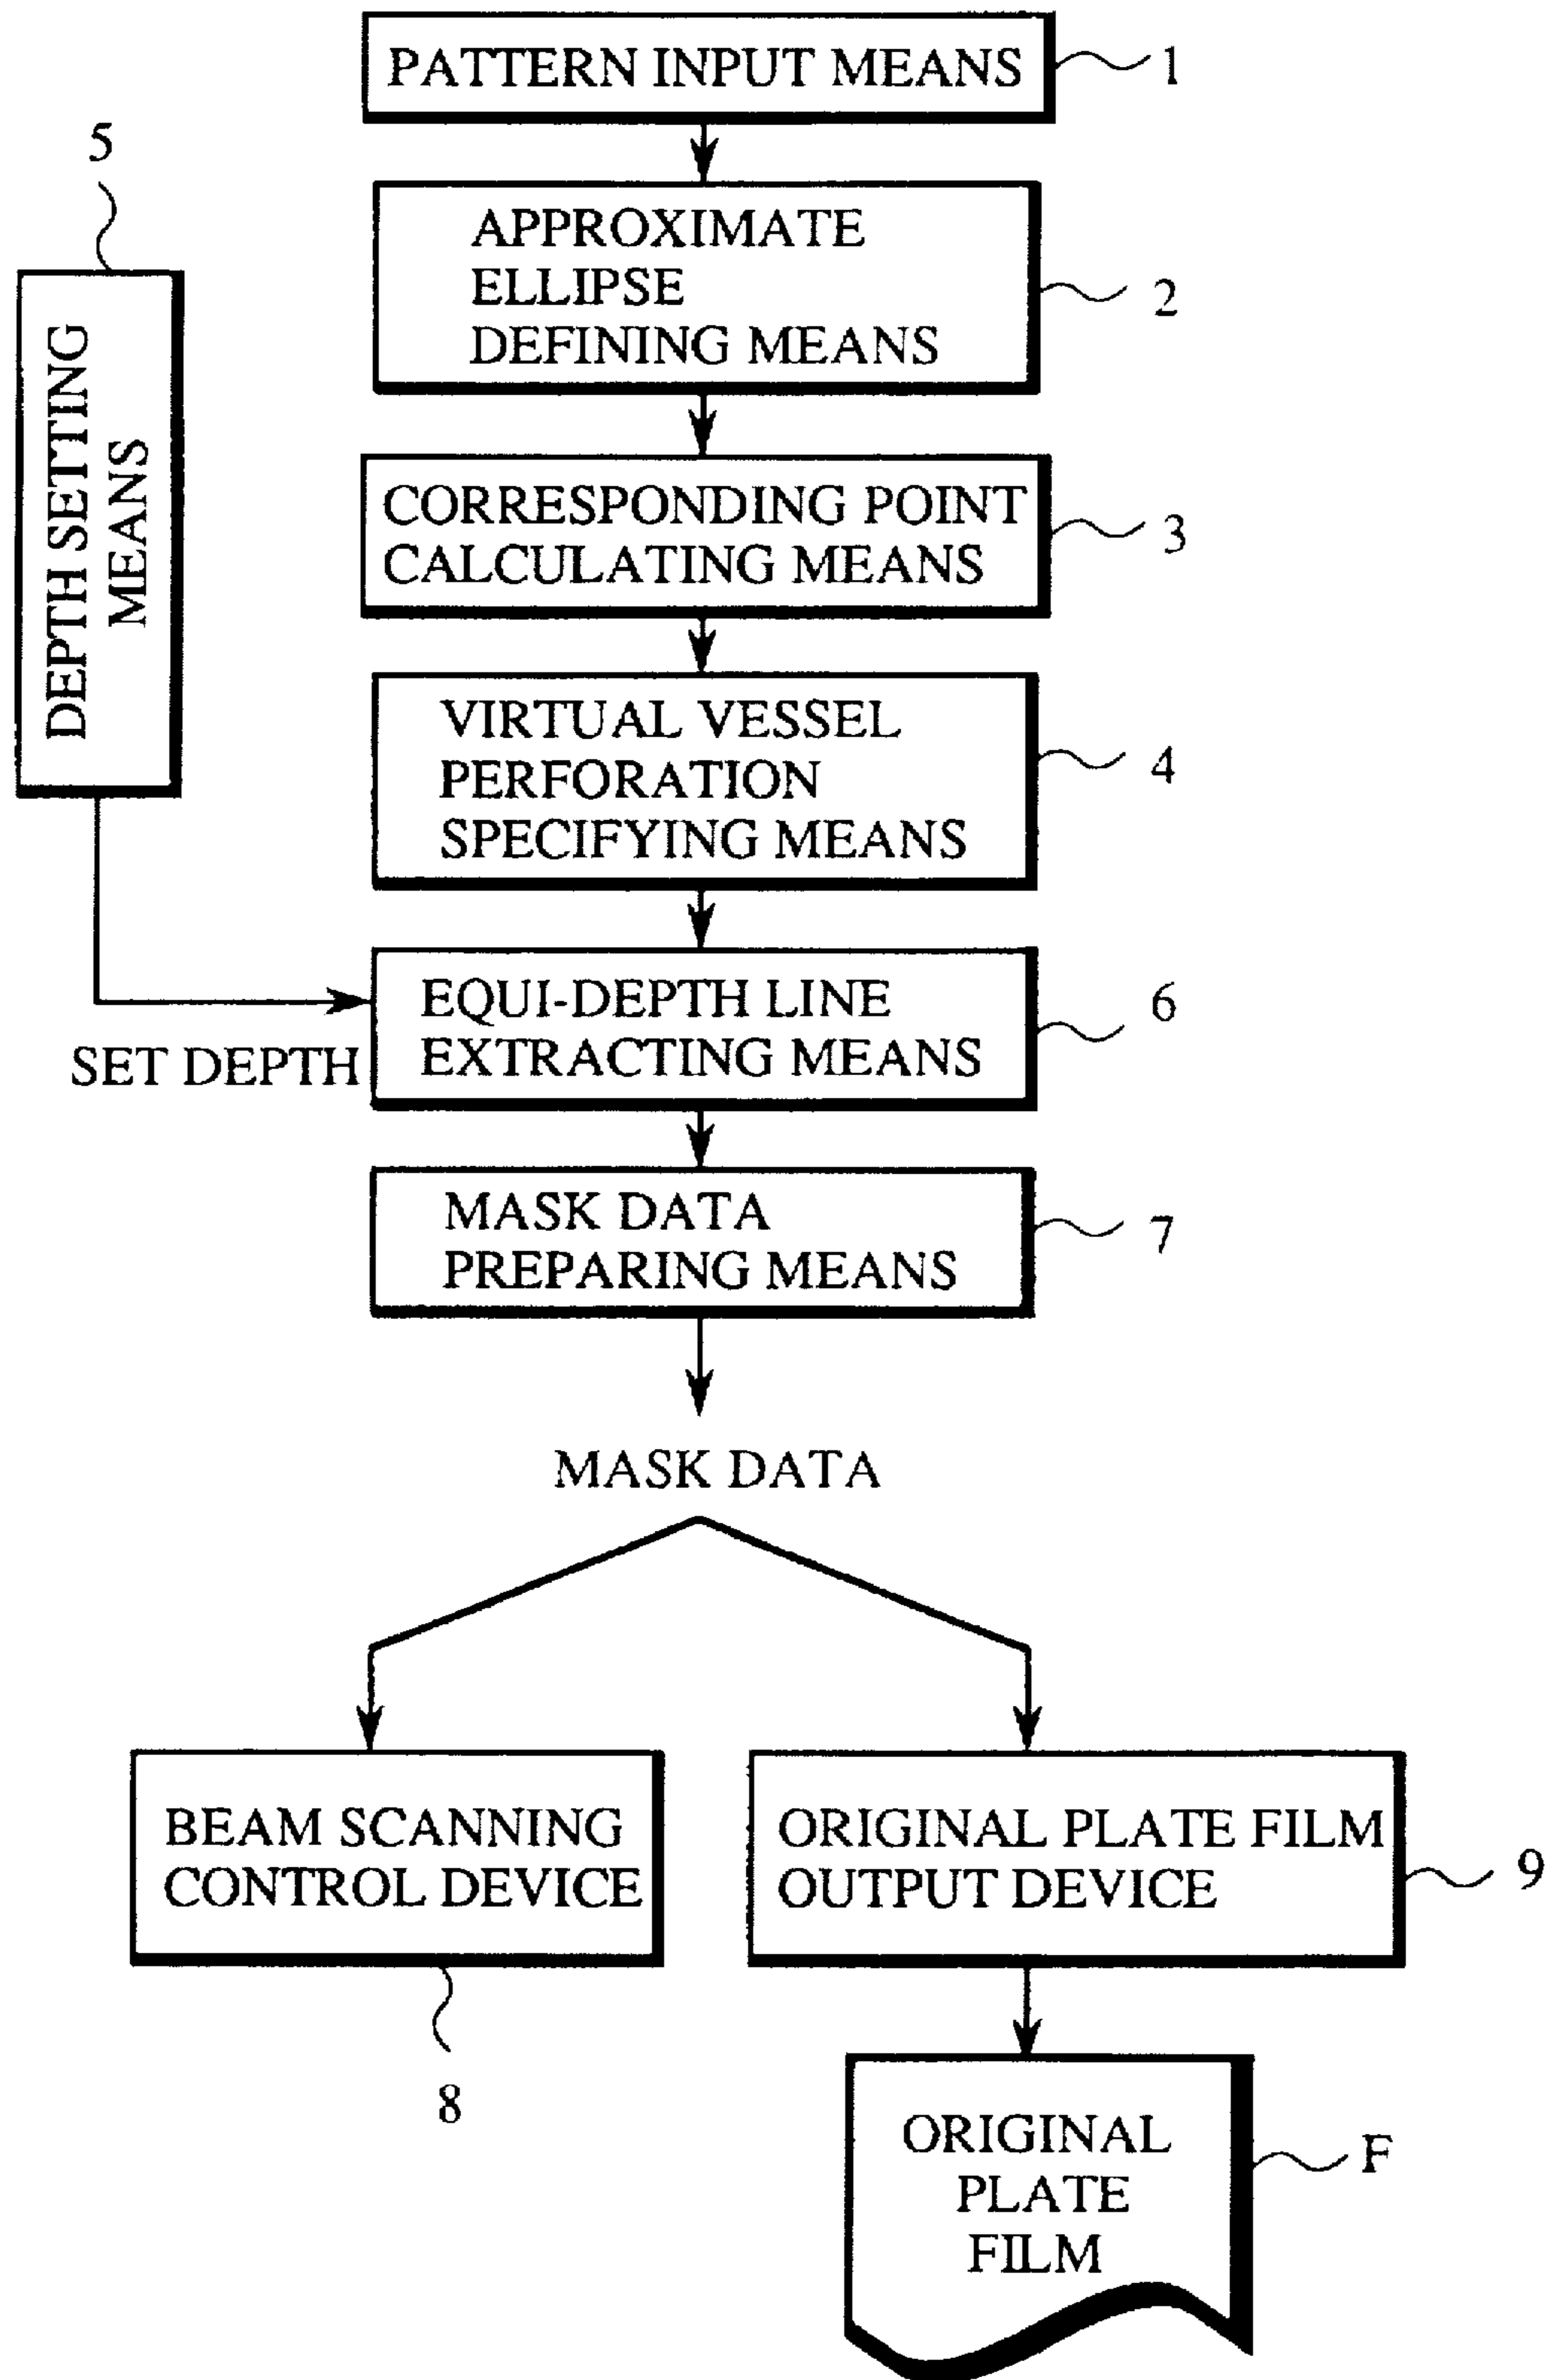 PATTERN INPUT MEANS
1
5
APPROXIMATE
ELLIPSE
DEFINING MEANS
2
DEPTH SETTING
MEANS
CORRESPONDING POINT
CALCULATING MEANS
3
VIRTUAL VESSEL
PERFORATION
SPECIFYING MEANS
4
EQUI-DEPTH LINE
EXTRACTING MEANS
6
SET DEPTH
MASK DATA
PREPARING MEANS
7
MASK DATA
BEAM SCANNING
CONTROL DEVICE
8
ORIGINAL PLATE FILM
OUTPUT DEVICE
9
ORIGINAL
PLATE
FILM
F